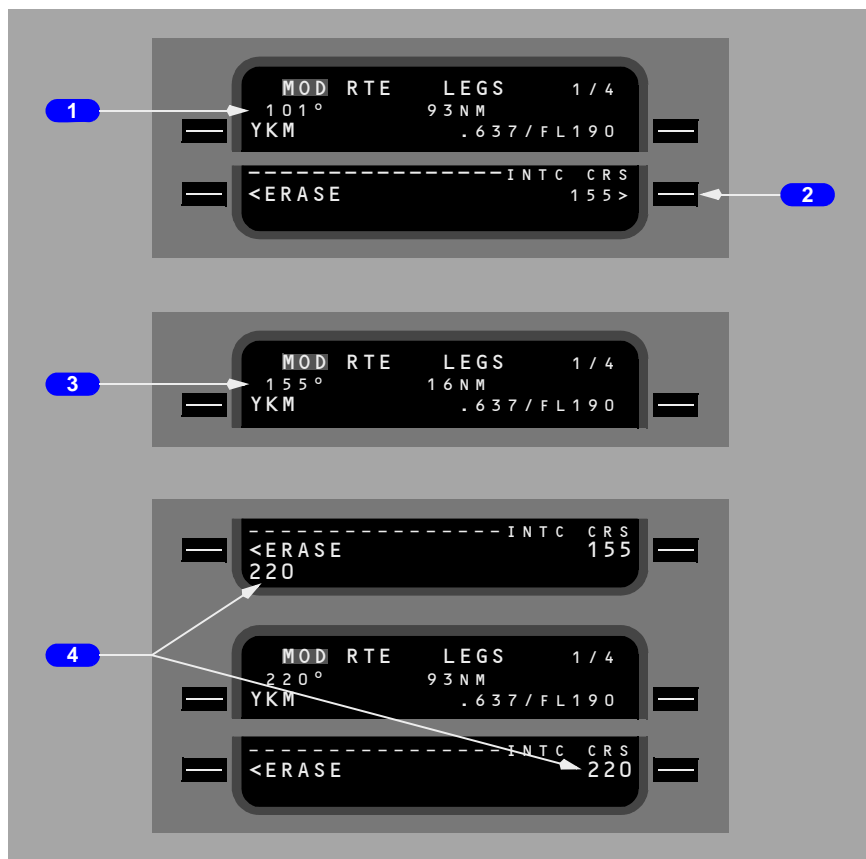 MOD RTE LEGS 1/4
1 101° 93NM
YKM .637/FL190
----------------INTC CRS
<ERASE 155> 2
MOD RTE LEGS 1/4
3 155° 16NM
YKM .637/FL190
----------------INTC CRS
<ERASE 155
220
4 MOD RTE LEGS 1/4
220° 93NM
YKM .637/FL190
----------------INTC CRS
<ERASE 220